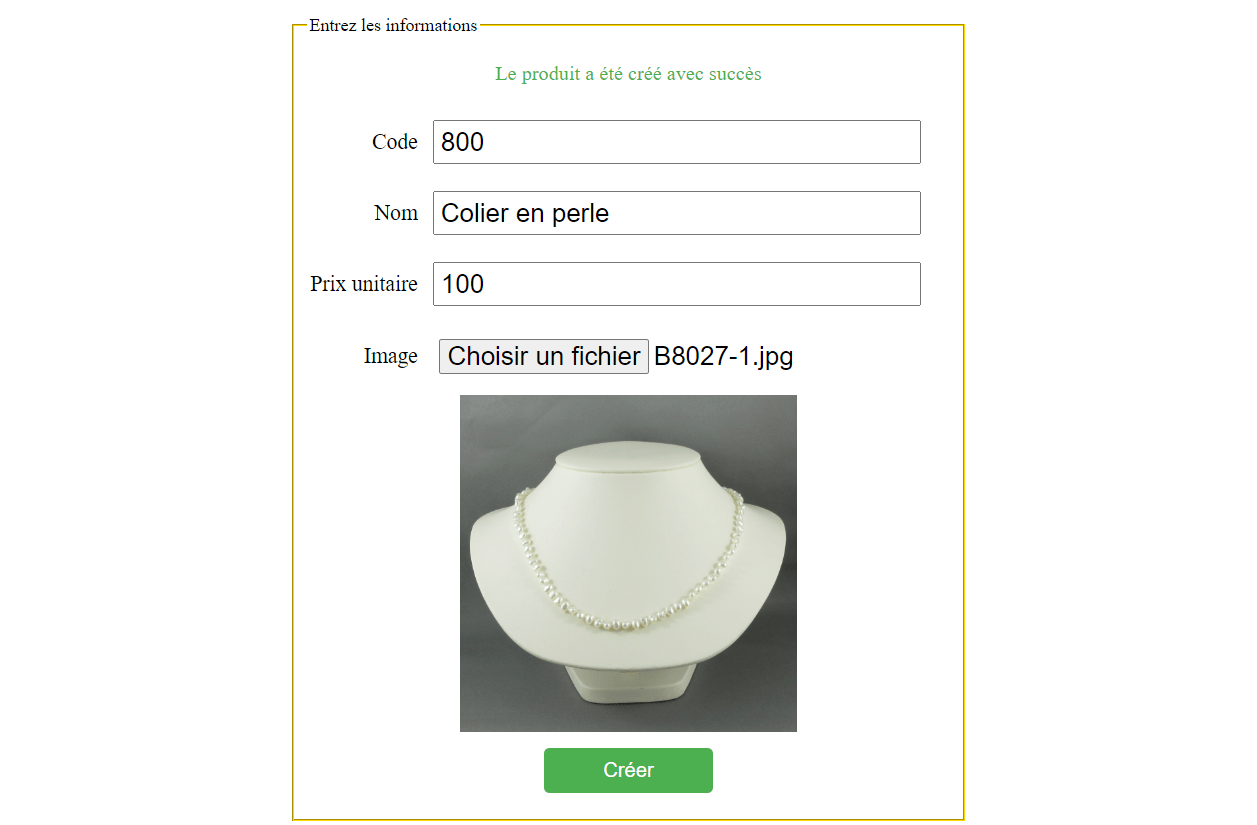 Entrez les informations
Le produit a été créé avec succès
Code 800
Nom Colier en perle
Prix unitaire 100
Image Choisir un fichier B8027-1.jpg
Créer